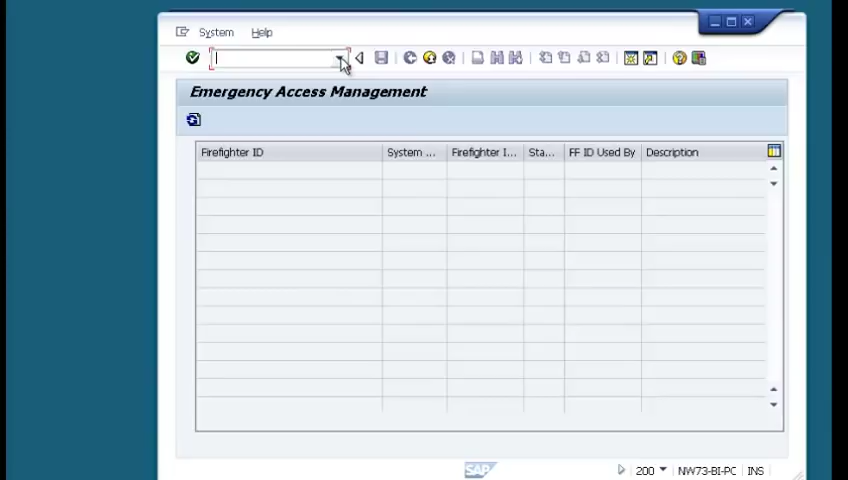 System Help
Emergency Access Management
Firefighter ID System ... Firefighter I... Sta... FF ID Used By Description
SAP 200 NW73-BI-PC INS